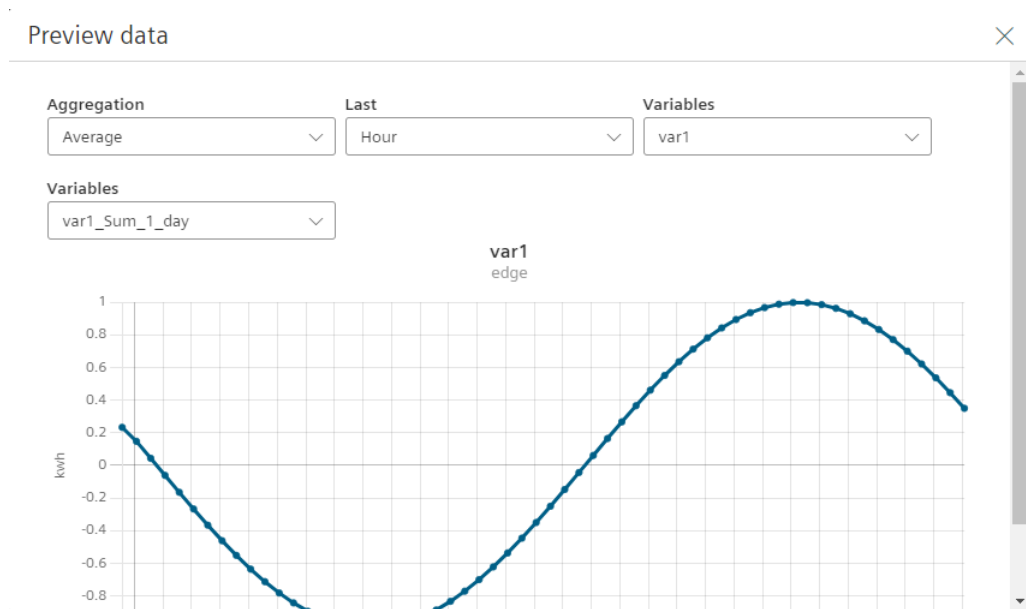 Preview data
Aggregation
Last
Variables
Average
Hour
var1
Variables
var1_Sum_1_day
var1
edge
1
0.8
0.6
0.4
0.2
0
-0.2
-0.4
-0.6
-0.8
kwh